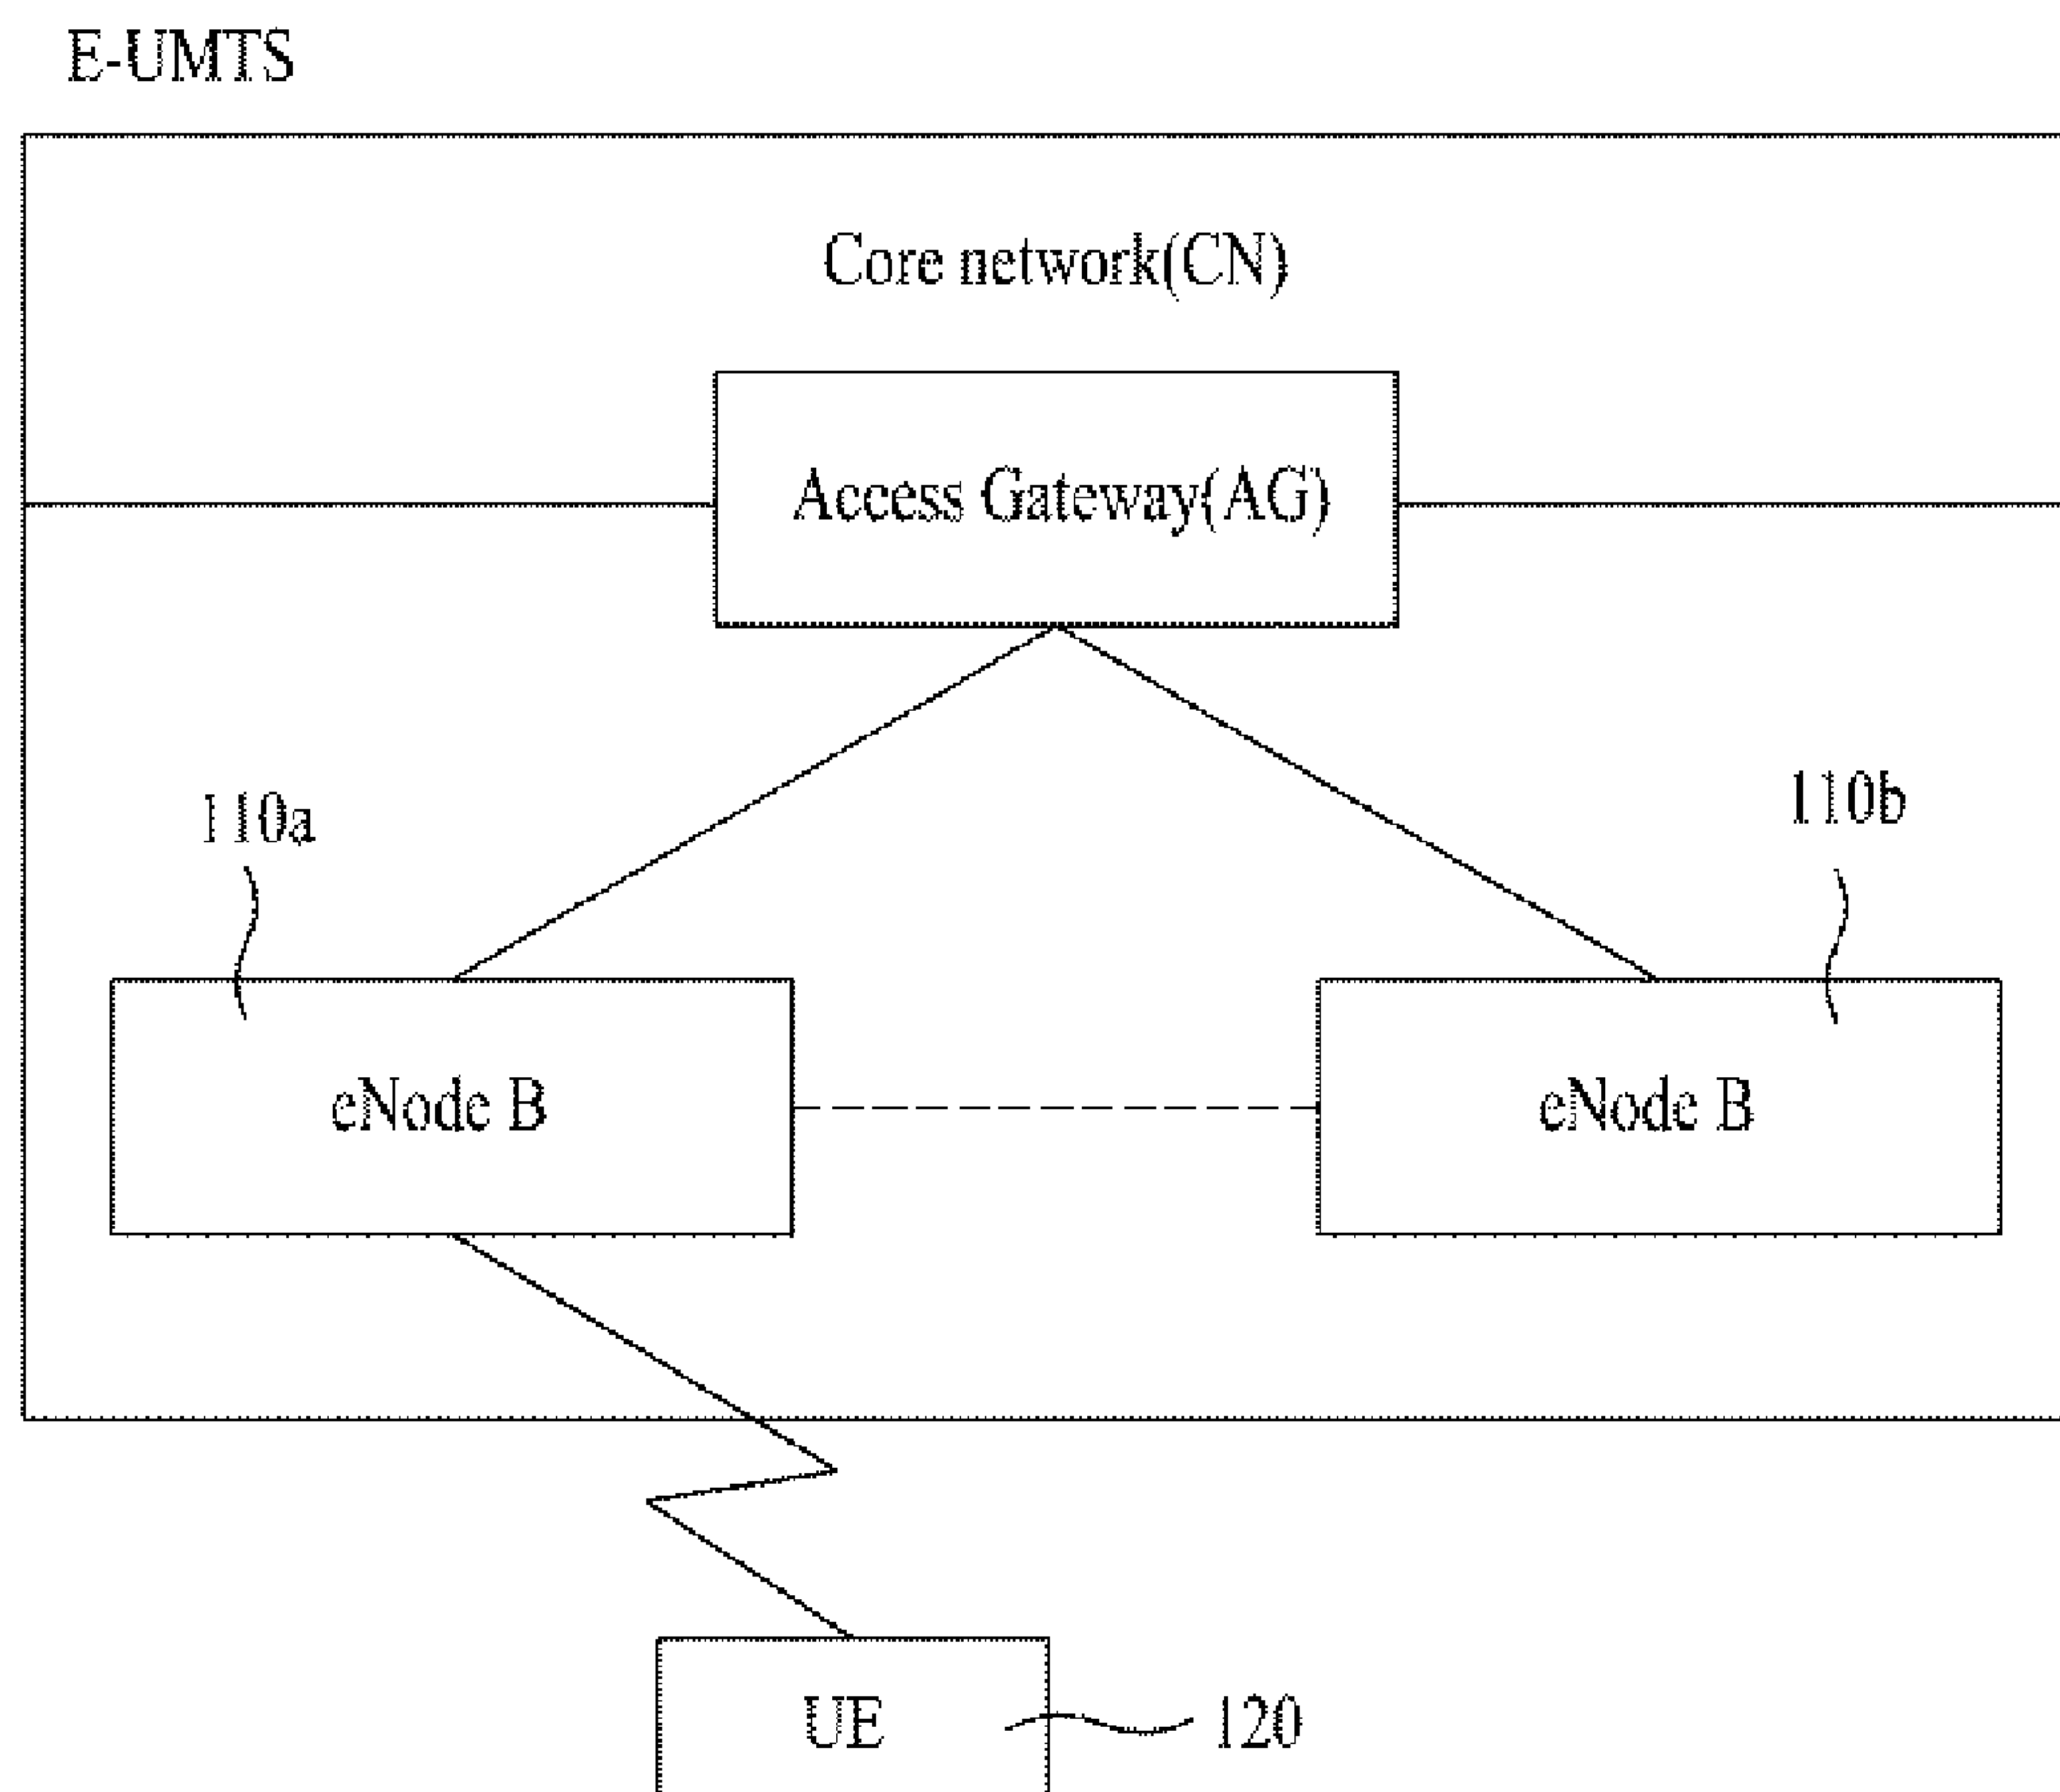 E-UMTS
Core network(CN)
Access Gateway(AG)
110a
110b
eNode B
eNode B
UE
120